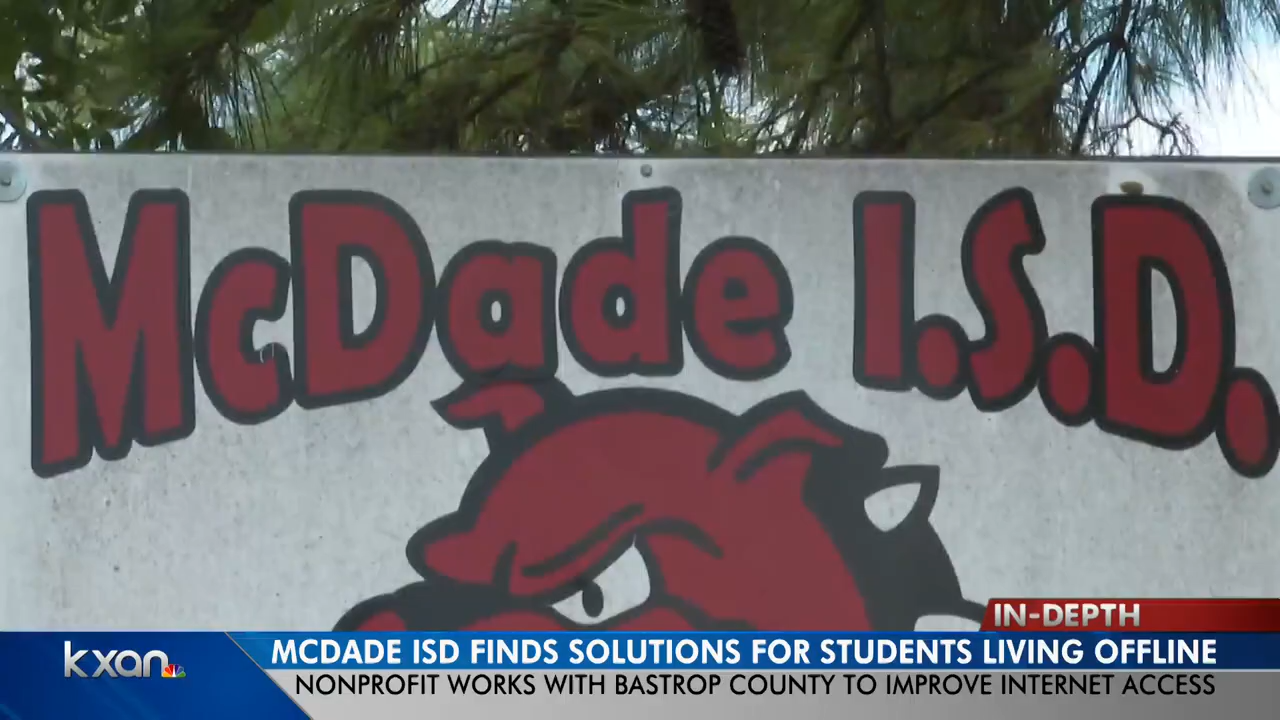 McDade I.S.D.
IN-DEPTH
kxan
MCDADE ISD FINDS SOLUTIONS FOR STUDENTS LIVING OFFLINE
NONPROFIT WORKS WITH BASTROP COUNTY TO IMPROVE INTERNET ACCESS